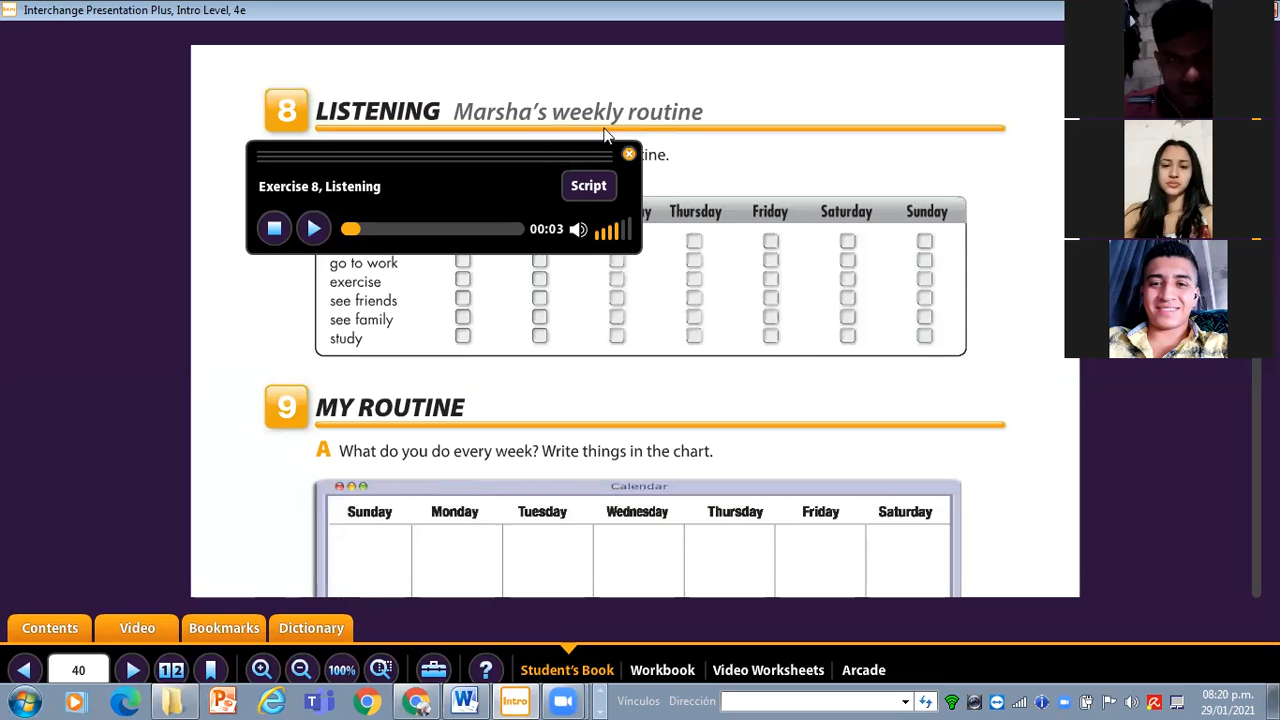 Interchange Presentation Plus, Intro Level, 4e
8 LISTENING Marsha's weekly routine
tine.
Exercise 8, Listening Script
00:03
y Thursday Friday Saturday Sunday
go to work
exercise
see friends
see family
study
9 MY ROUTINE
A What do you do every week? Write things in the chart.
Calendar
Sunday Monday Tuesday Wednesday Thursday Friday Saturday
Contents Video Bookmarks Dictionary
40 12 100% Student's Book Workbook Video Worksheets Arcade
Intro Vínculos Dirección 08:20 p.m.
29/01/2021